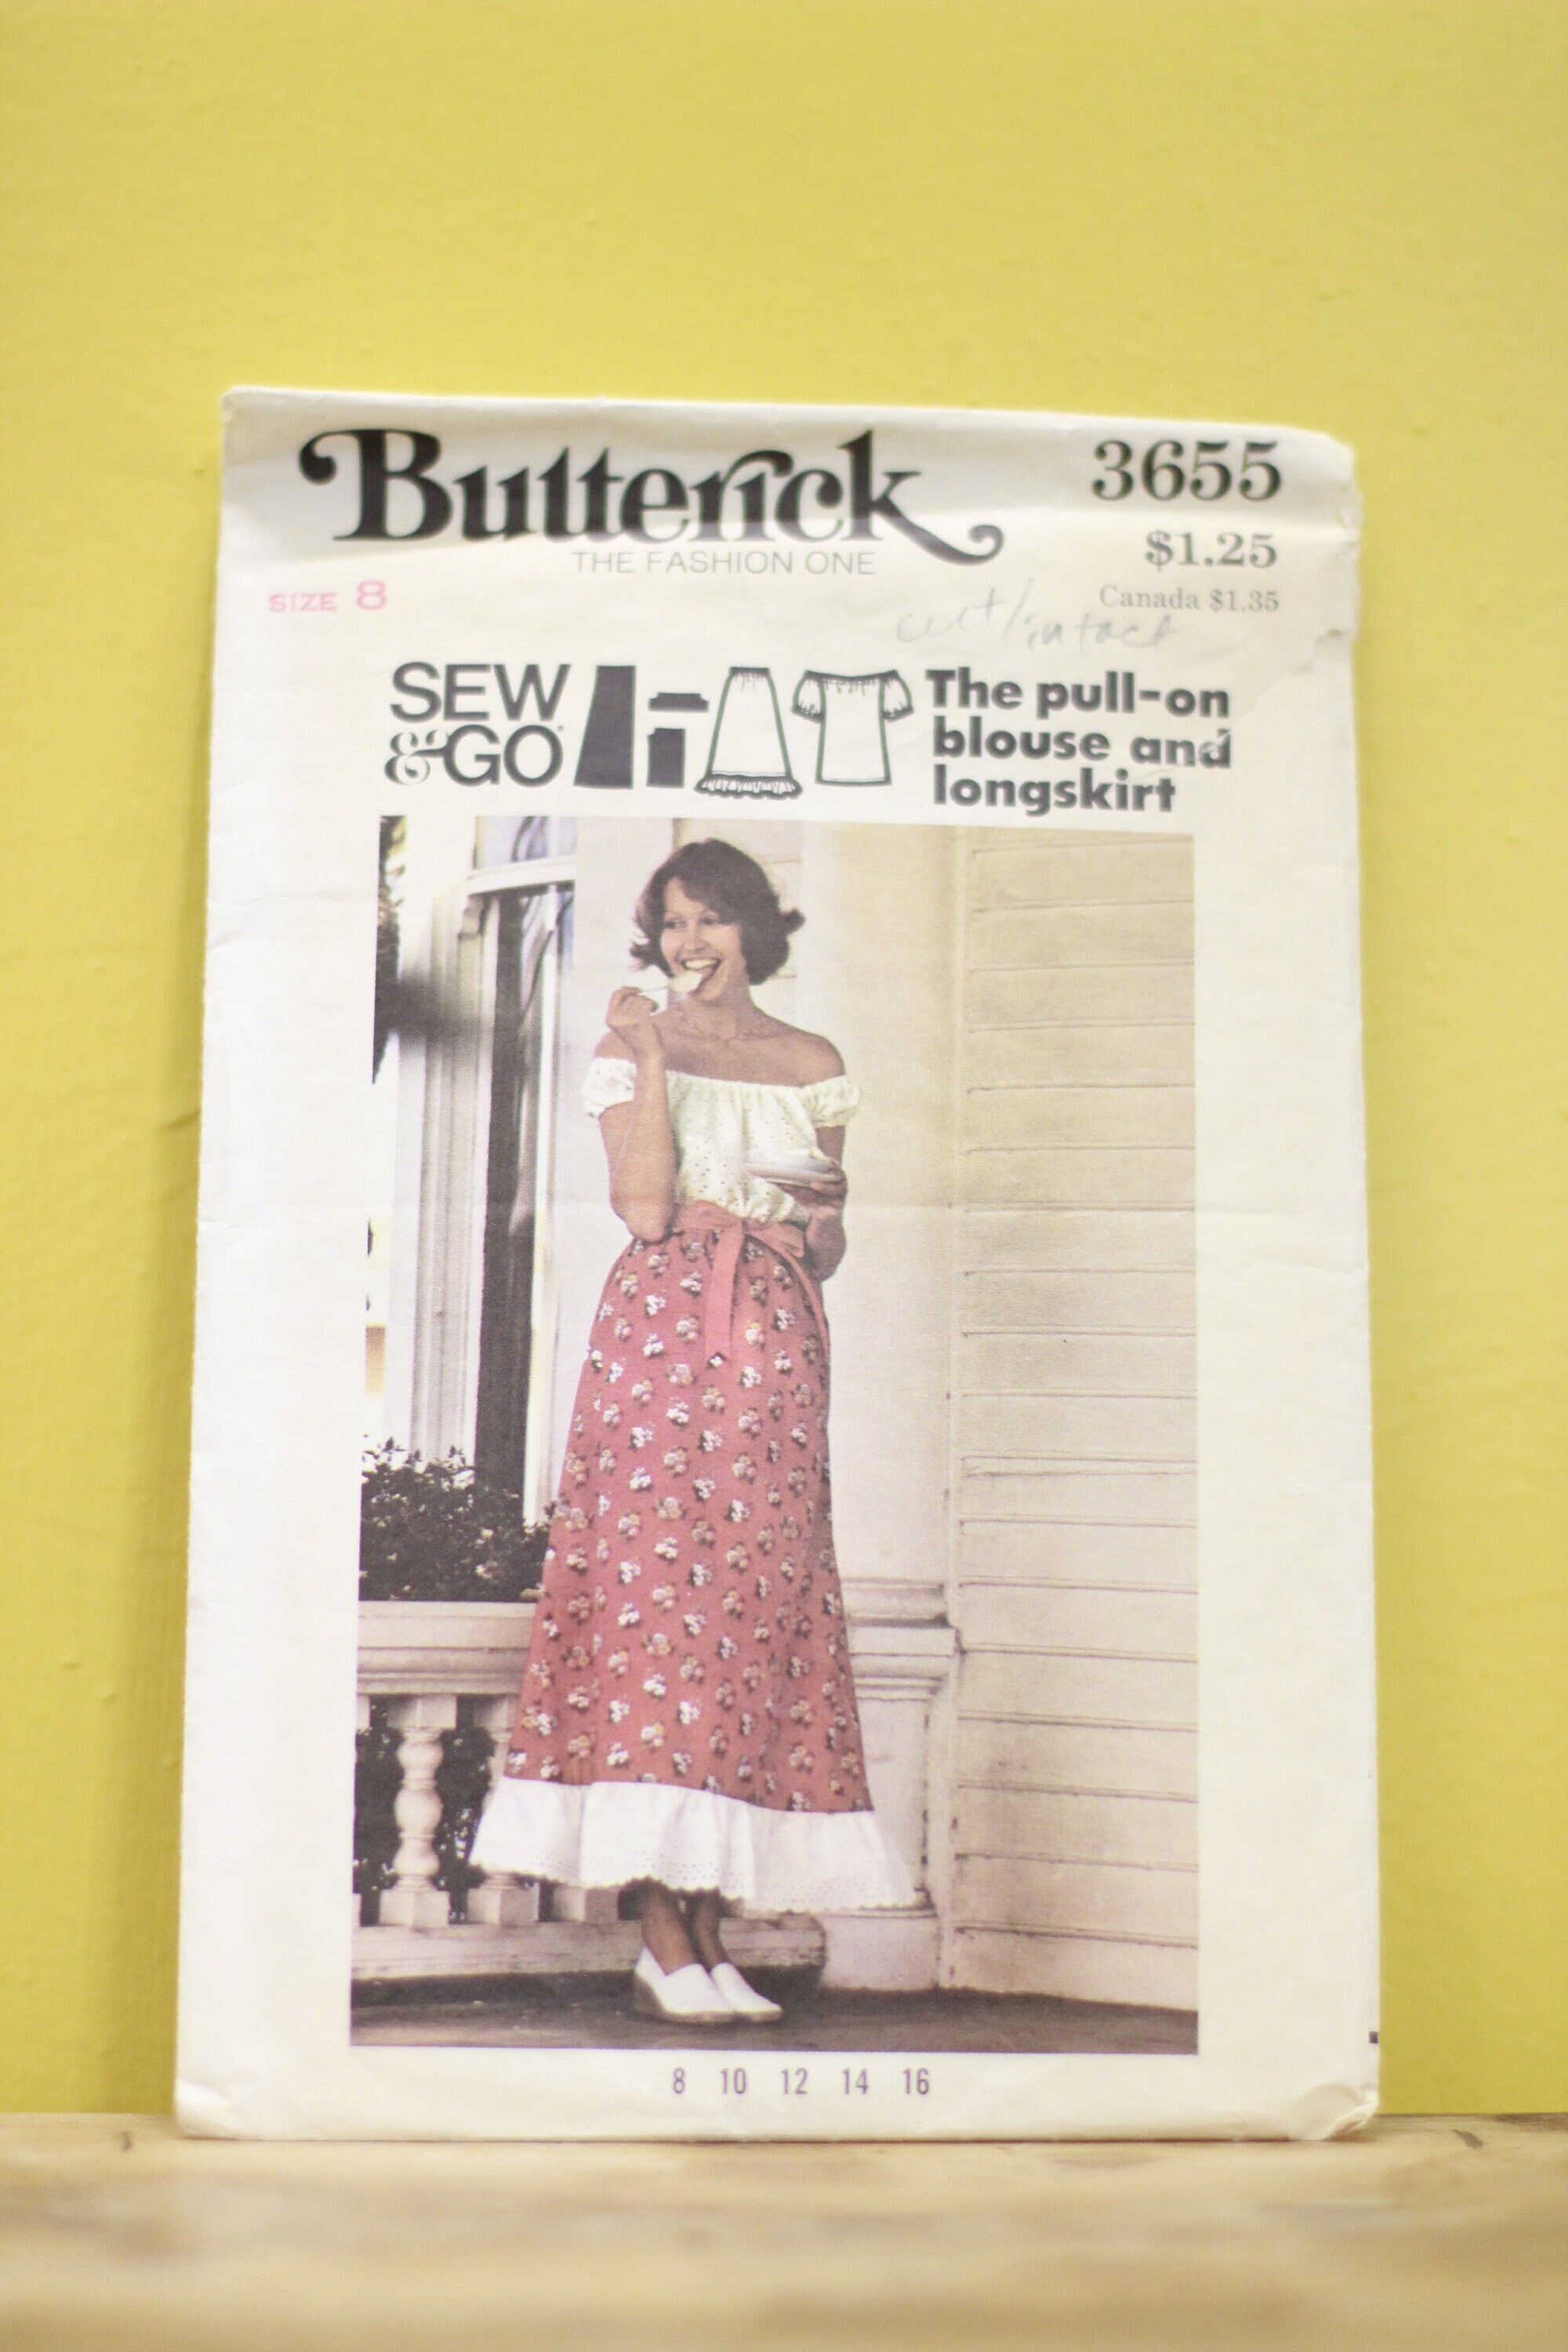 Butterick
3655
THE FASHION ONE
$1.25
SIZE 8
Canada $1.35
cut/intact
SEW
&GO
The pull-on
blouse and
longskirt
8 10 12 14 16